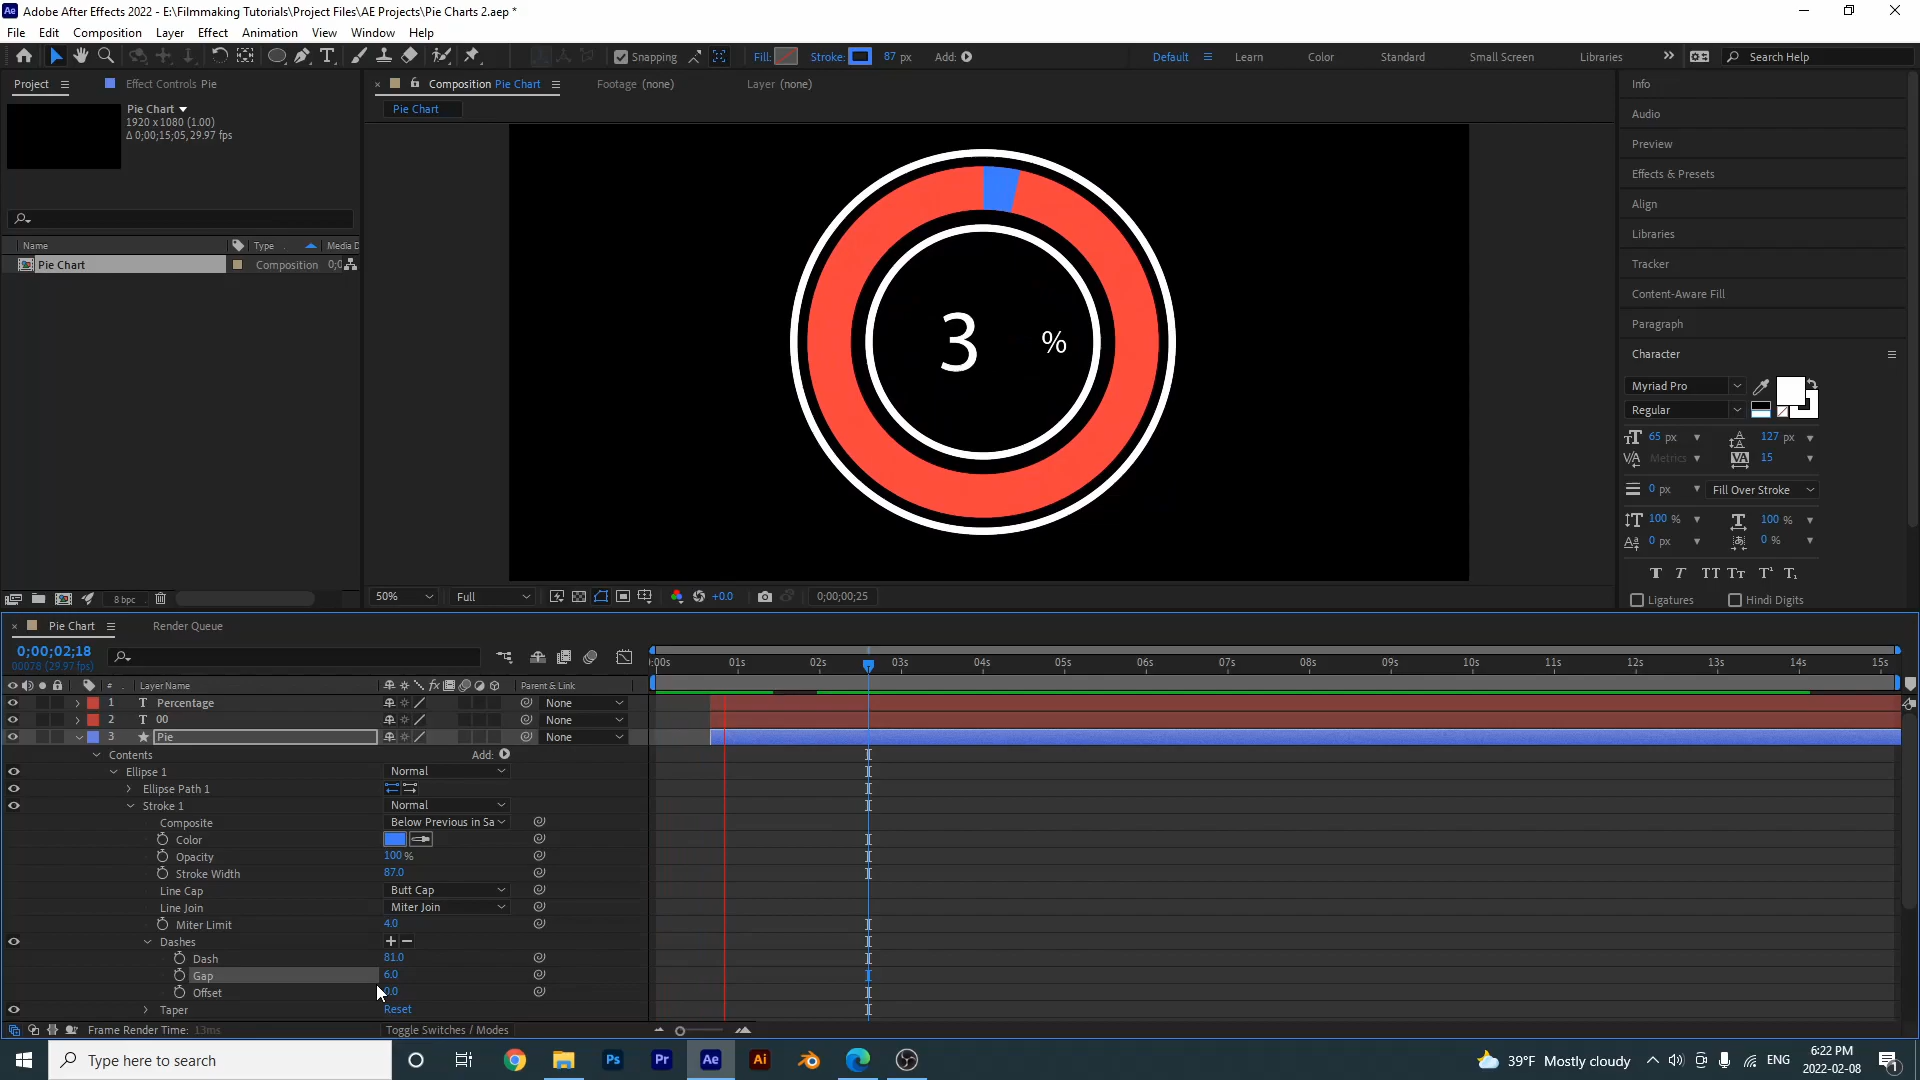 Adobe After Effects 2022 - E:\Filmmaking Tutorials\Project Files\AE Projects\Pie Charts 2.aep *
File Edit Composition Layer Effect Animation View Window Help
Snapping Fill: Stroke: 87 px Add: Default Learn Color Standard Small Screen Libraries Search Help
Project Effect Controls Pie Composition Pie Chart Footage (none) Layer (none) Info
Pie Chart
Pie Chart
1920 x 1080 (1.00)
Δ 0;00;15;05, 29.97 fps
Audio
Preview
Effects & Presets
Align
Libraries
Tracker
Content-Aware Fill
Paragraph
Character
Name Type Media D
Pie Chart Composition 0;0
3 %
Myriad Pro
Regular
65 px 127 px
Metrics 15
0 px Fill Over Stroke
100 % 100 %
0 px 0 %
Ligatures Hindi Digits
8 bpc 50% Full +0.0 0;00;00;25
Pie Chart Render Queue
0;00;02;18
00078 (29.97 fps)
:00s 01s 02s 03s 04s 05s 06s 07s 08s 09s 10s 11s 12s 13s 14s 15s
# Layer Name Parent & Link
1 T Percentage None
2 T 00 None
3 Pie None
Contents Add:
Ellipse 1 Normal
Ellipse Path 1
Stroke 1 Normal
Composite Below Previous in Sa
Color
Opacity 100 %
Stroke Width 87.0
Line Cap Butt Cap
Line Join Miter Join
Miter Limit 4.0
Dashes
Dash 81.0
Gap 6.0
Offset 0.0
Taper Reset
Frame Render Time: 13ms Toggle Switches / Modes
Type here to search Ps Pr Ae Ai 39°F Mostly cloudy ENG 6:22 PM
2022-02-08